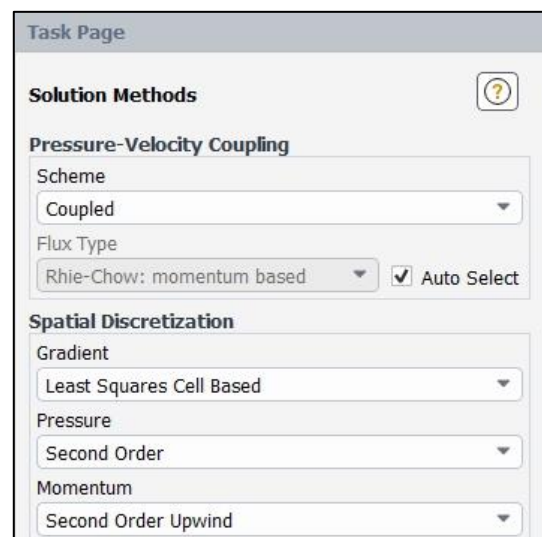 Task Page
Solution Methods
?
Pressure-Velocity Coupling
Scheme
Coupled
Flux Type
Rhie-Chow: momentum based Auto Select
Spatial Discretization
Gradient
Least Squares Cell Based
Pressure
Second Order
Momentum
Second Order Upwind